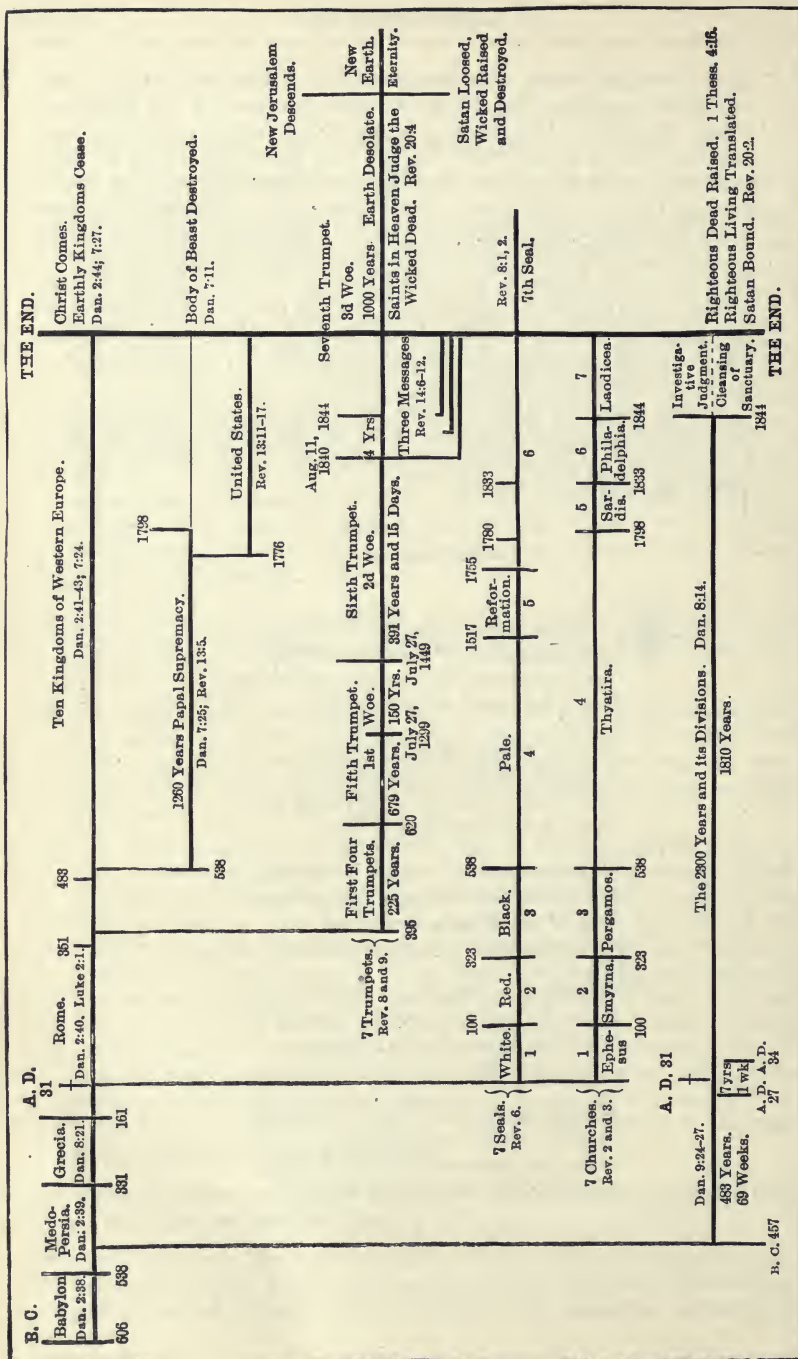 THE END.
B. C.
A. D.
31
Babylon
Dan. 2:38.
606
538
Medo-
Persia.
Dan: 2:39.
331
Grecia.
Dan. 8:21.
161
Rome.
Dan. 2:40. Luke 2:1.
351
483
Ten Kingdoms of Western Europe.
Dan. 2:41-43; 7:24.
Christ Comes.
Earthly Kingdoms Cease.
Dan. 2:44; 7:27.
1798
1260 Years Papal Supremacy.
Dan. 7:25; Rev. 13:5.
538
Body of Beast Destroyed.
Dan. 7:11.
United States.
Rev. 13:11-17.
1776
New Jerusalem
Descends.
7 Trumpets.
Rev. 8 and 9.
First Four
Trumpets.
225 Years.
395
620
Fifth Trumpet.
1st Woe.
679 Years.
150 Yrs.
July 27,
1299
July 27,
1449
Sixth Trumpet.
2d Woe.
391 Years and 15 Days.
Aug. 11,
1840
4 Yrs
1844
Seventh Trumpet.
3d Woe.
1000 Years
Earth Desolate.
Saints in Heaven Judge the
Wicked Dead. Rev. 20:4
New
Earth.
Eternity.
Three Messages
Rev. 14:6-12.
Satan Loosed,
Wicked Raised
and Destroyed.
7 Seals.
Rev. 6.
White.
1
100
Red.
2
323
Black.
3
538
Pale.
4
1517
Refor-
mation.
5
1755
1780
1833
6
Rev. 8:1, 2.
7th Seal.
7 Churches.
Rev. 2 and 3.
1
Ephe-
sus
100
2
Smyrna.
323
3
Pergamos.
538
4
Thyatira.
1798
5
Sar-
dis.
1833
6
Phila-
delphia.
1844
7
Laodicea.
A. D. 31
Dan. 9:24-27.
483 Years.
69 Weeks.
B. C. 457
7 yrs
1 wk
A. D.
27
A. D.
34
The 2300 Years and its Divisions. Dan. 8:14.
1810 Years.
Investiga-
tive
Judgment.
Cleansing
of
Sanctuary.
1844
Righteous Dead Raised. 1 Thess. 4:16.
Righteous Living Translated.
Satan Bound. Rev. 20:2.
THE END.